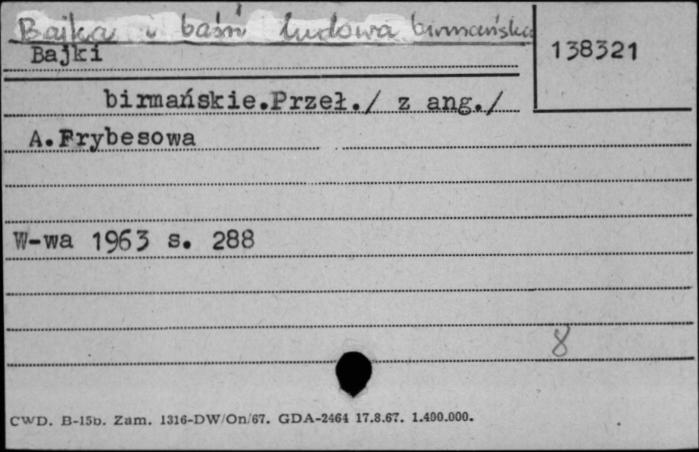 Bajka i baśń ludowa birmańska
138321
Bajki
birmańskie.Przeł./ z ang./
A.Frybesowa
W-wa 1963 s. 288
8
CWD. B-15b. Zam. 1316-DW/On/67. GDA-2464 17.8.67. 1.400.000.